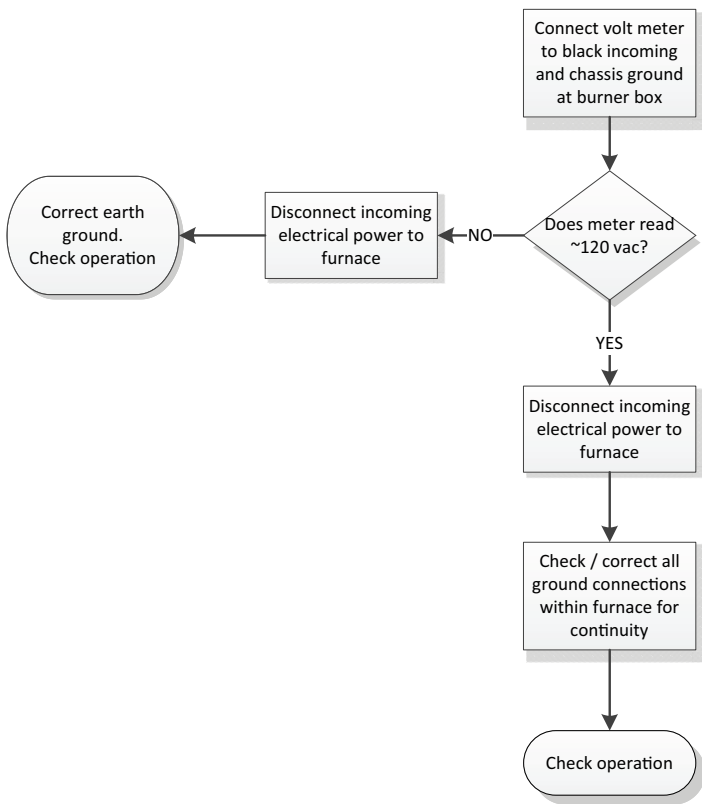 Connect volt meter
to black incoming
and chassis ground
at burner box
Does meter read
~120 vac?
NO
Disconnect incoming
electrical power to
furnace
Correct earth
ground.
Check operation
YES
Disconnect incoming
electrical power to
furnace
Check / correct all
ground connections
within furnace for
continuity
Check operation